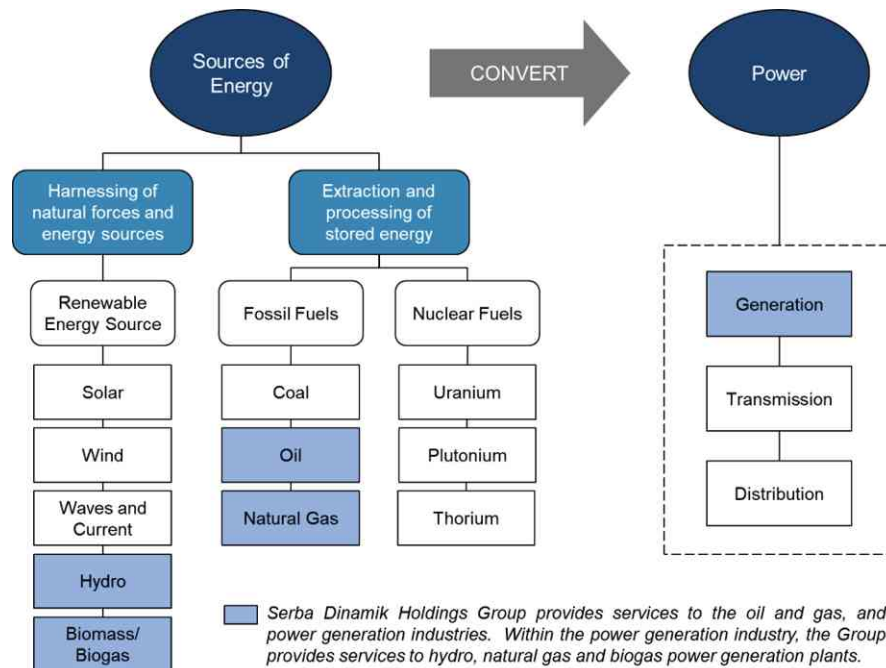 Sources of
Energy
CONVERT
Power
Harnessing of
natural forces and
energy sources
Extraction and
processing of
stored energy
Renewable
Energy Source
Fossil Fuels
Nuclear Fuels
Generation
Solar
Coal
Uranium
Transmission
Wind
Oil
Plutonium
Distribution
Waves and
Current
Natural Gas
Thorium
Hydro
Biomass/
Biogas
Serba Dinamik Holdings Group provides services to the oil and gas, and
power generation industries. Within the power generation industry, the Group
provides services to hydro, natural gas and biogas power generation plants.